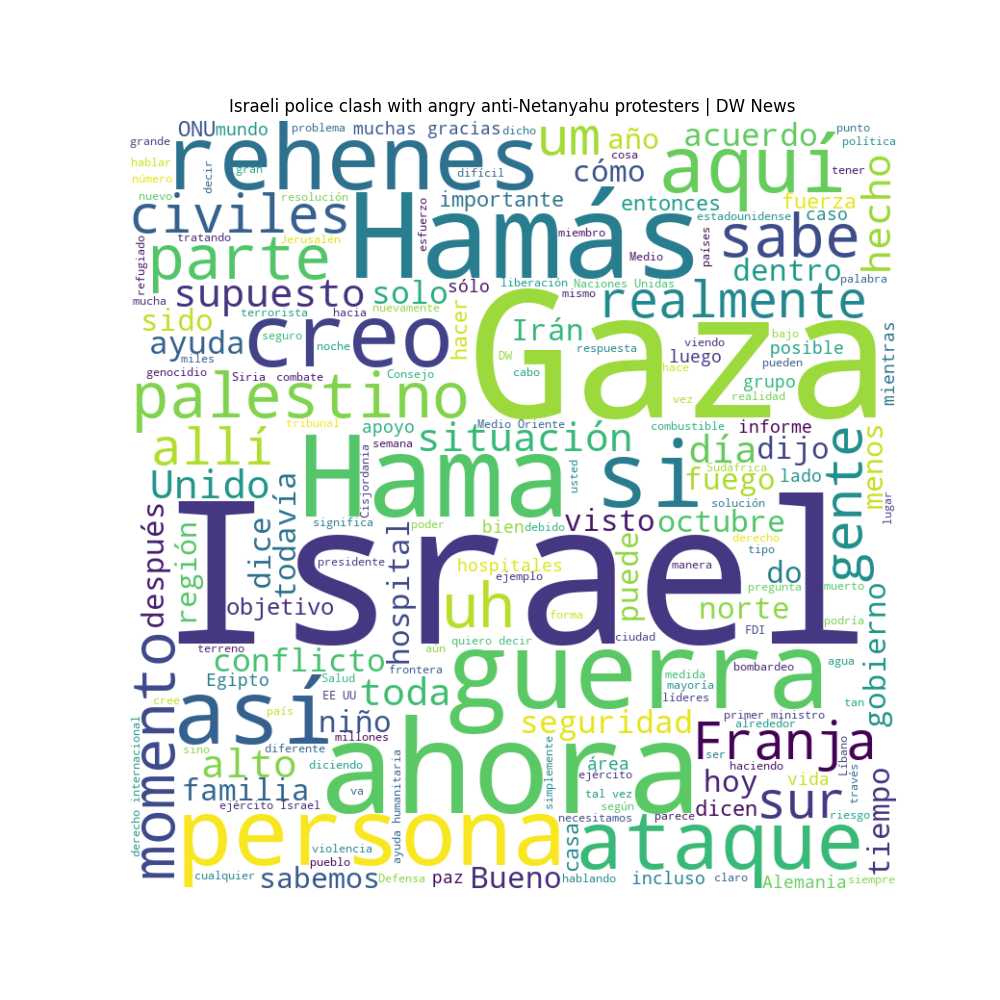 Israeli police clash with angry anti-Netanyahu protesters | DW News
ONU mundo problema muchas gracias dicho um año acuerdo punto política
grande rehenes cosa cómo aquí tener
hablar número decir gran difícil
nuevo resolución importante entonces fuerza hecho
civiles Hamás estadounidense caso
refugiado tratando Jerusalén esfuerzo miembro países sabe
parte Medio dentro palabra
mucha supuesto solo sólo liberación Naciones Unidas realmente
terrorista hacia nuevamente mismo
sido creo hacer Gaza Irán bajo
ayuda miles seguro noche DW respuesta viendo luego posible mientras
genocidio Siria combate Consejo cabo hace pueden grupo
palestino vez realidad
tribunal apoyo Medio Oriente combustible informe
allí semana situación día dijo menos gente
Hama si Sudáfrica fuego lado
Unido Cisjordania usted solución lugar
todavía significa poder bien debido visto octubre derecho
después región dice Israel tipo
presidente hospital hospitales ejemplo puede manera do
objetivo uh forma pregunta muerto
norte FDI podría
terreno quiero decir ciudad gobierno
conflicto aún frontera guerra bombardeo agua
momento Egipto Salud medida mayoría
cree así EE UU toda líderes tan
país niño seguridad primer ministro alrededor
sino millones Franja Líbano
derecho internacional alto diferente diciendo ahora simplemente área ser haciendo través
familia va ejército hoy vida tiempo
ejército Israel ayuda humanitaria tal vez según dicen sur
persona necesitamos parece riesgo
violencia casa ataque
pueblo
cualquier sabemos Defensa paz Bueno hablando incluso claro Alemania siempre